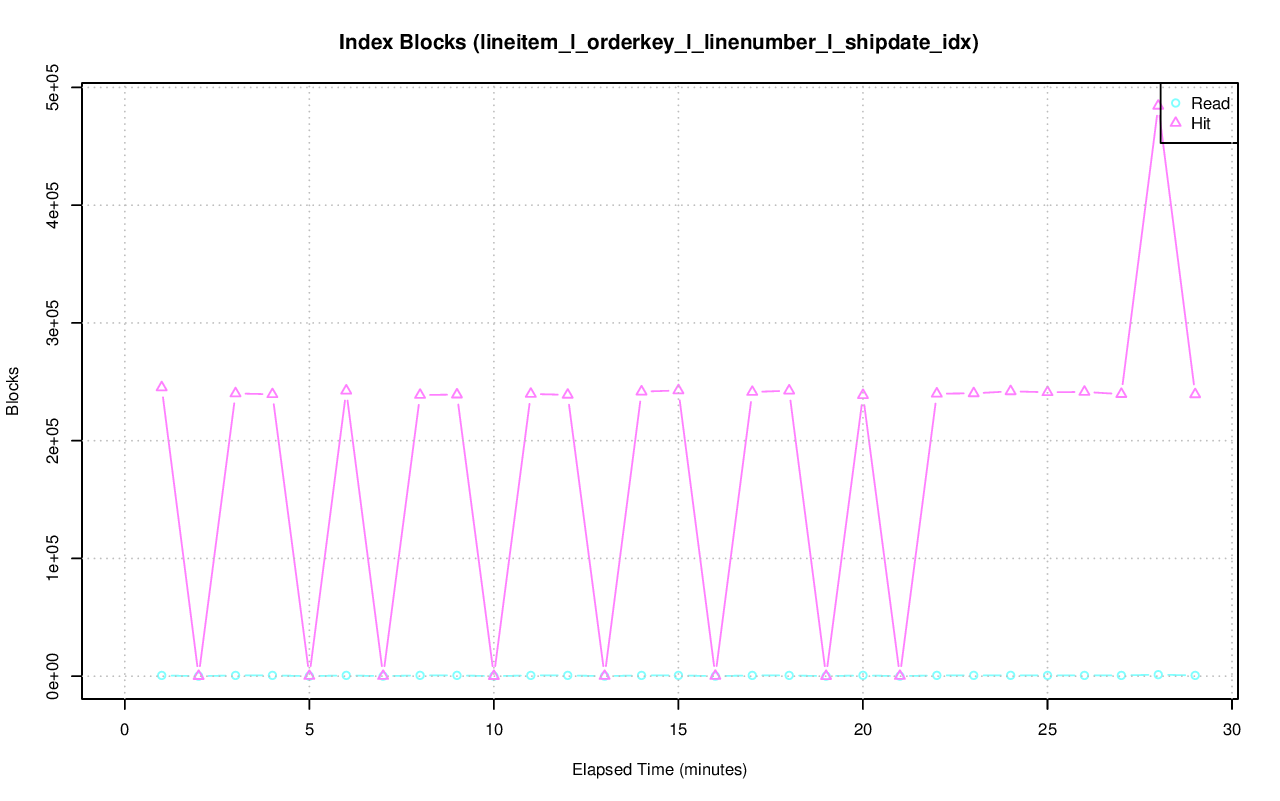 Index Blocks (lineitem_l_orderkey_l_linenumber_l_shipdate_idx)
Read
Hit
5e+05
4e+05
3e+05
2e+05
1e+05
0e+00
Blocks
0 5 10 15 20 25 30
Elapsed Time (minutes)